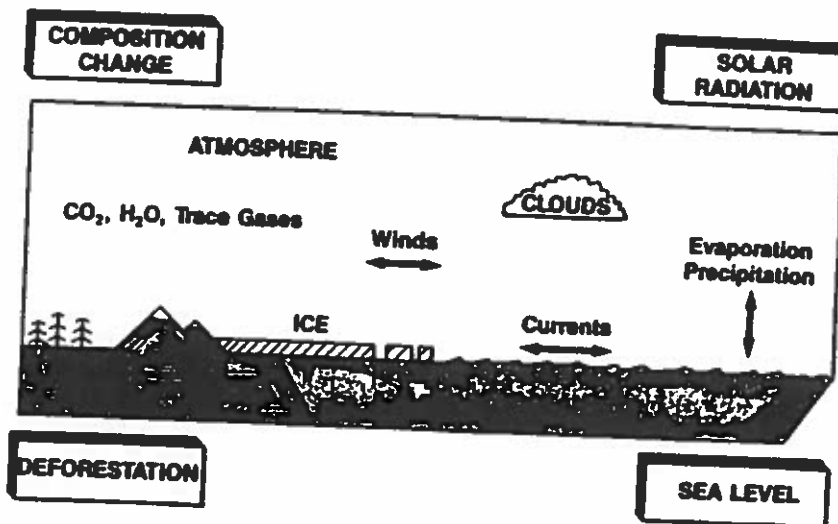 COMPOSITION
CHANGE
SOLAR
RADIATION
ATMOSPHERE
CO₂, H₂O, Trace Gases
CLOUDS
Winds
Evaporation
Precipitation
ICE
Currents
DEFORESTATION
SEA LEVEL